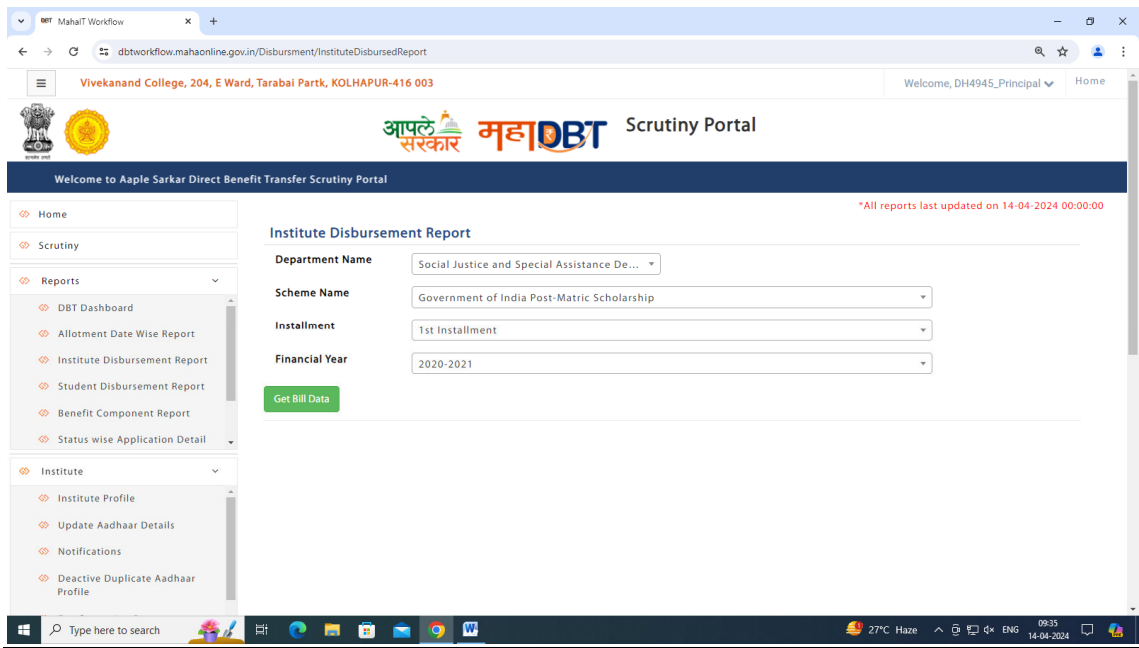 DBT MahaIT Workflow
dbtworkflow.mahaonline.gov.in/Disbursment/InstituteDisbursedReport
Vivekanand College, 204, E Ward, Tarabai Partk, KOLHAPUR-416 003
Welcome, DH4945_Principal
Home
आपले
सरकार
महाDBT
Scrutiny Portal
Welcome to Aaple Sarkar Direct Benefit Transfer Scrutiny Portal
*All reports last updated on 14-04-2024 00:00:00
Home
Scrutiny
Reports
DBT Dashboard
Allotment Date Wise Report
Institute Disbursement Report
Student Disbursement Report
Benefit Component Report
Status wise Application Detail
Institute
Institute Profile
Update Aadhaar Details
Notifications
Deactive Duplicate Aadhaar
Profile
Institute Disbursement Report
Department Name
Social Justice and Special Assistance De...
Scheme Name
Government of India Post-Matric Scholarship
Installment
1st Installment
Financial Year
2020-2021
Get Bill Data
Type here to search
27°C Haze
ENG
09:35
14-04-2024